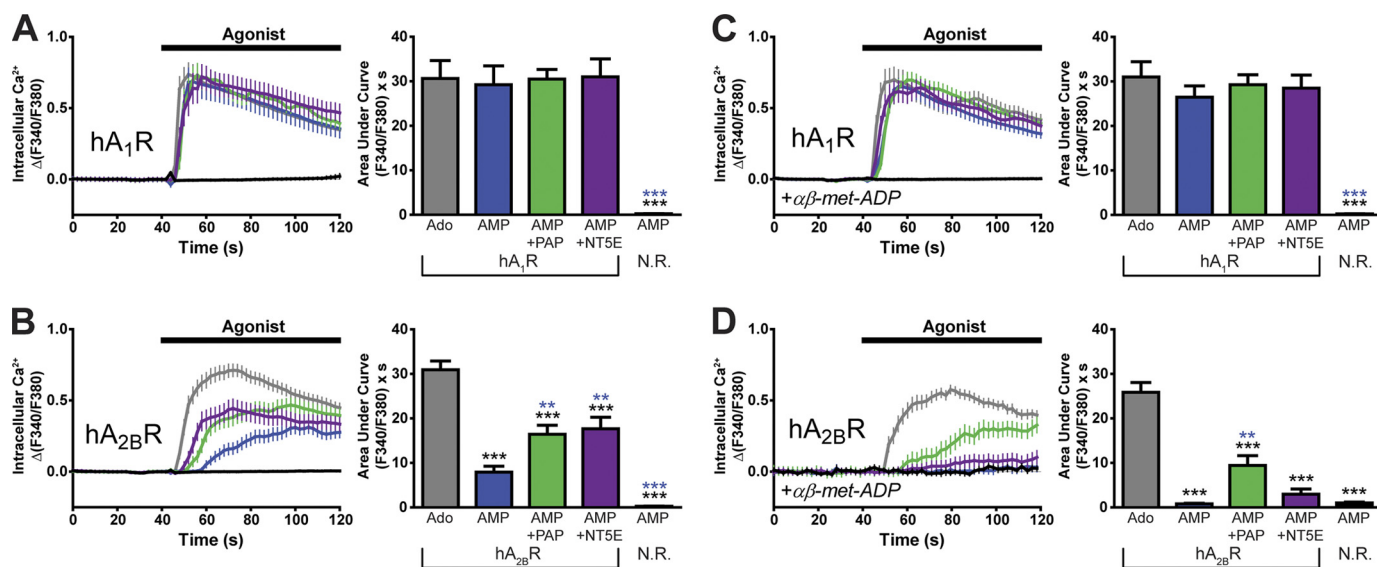 A
Intracellular Ca²⁺
Δ(F340/F380)
1.0
0.5
0.0
Agonist
hA₁R
0 20 40 60 80 100 120
Time (s)
Area Under Curve
(F340/F380) x s
40
30
20
10
0
***
***
Ado AMP AMP +PAP AMP +NT5E AMP
hA₁R N.R.
C
Intracellular Ca²⁺
Δ(F340/F380)
1.0
0.5
0.0
Agonist
hA₁R
+αβ-met-ADP
0 20 40 60 80 100 120
Time (s)
Area Under Curve
(F340/F380) x s
40
30
20
10
0
***
***
Ado AMP AMP +PAP AMP +NT5E AMP
hA₁R N.R.
B
Intracellular Ca²⁺
Δ(F340/F380)
1.0
0.5
0.0
Agonist
hA₂BR
0 20 40 60 80 100 120
Time (s)
Area Under Curve
(F340/F380) x s
40
30
20
10
0
*** ** *** ** *** *** ***
Ado AMP AMP +PAP AMP +NT5E AMP
hA₂BR N.R.
D
Intracellular Ca²⁺
Δ(F340/F380)
1.0
0.5
0.0
Agonist
hA₂BR
+αβ-met-ADP
0 20 40 60 80 100 120
Time (s)
Area Under Curve
(F340/F380) x s
40
30
20
10
0
*** ** *** *** ***
Ado AMP AMP +PAP AMP +NT5E AMP
hA₂BR N.R.